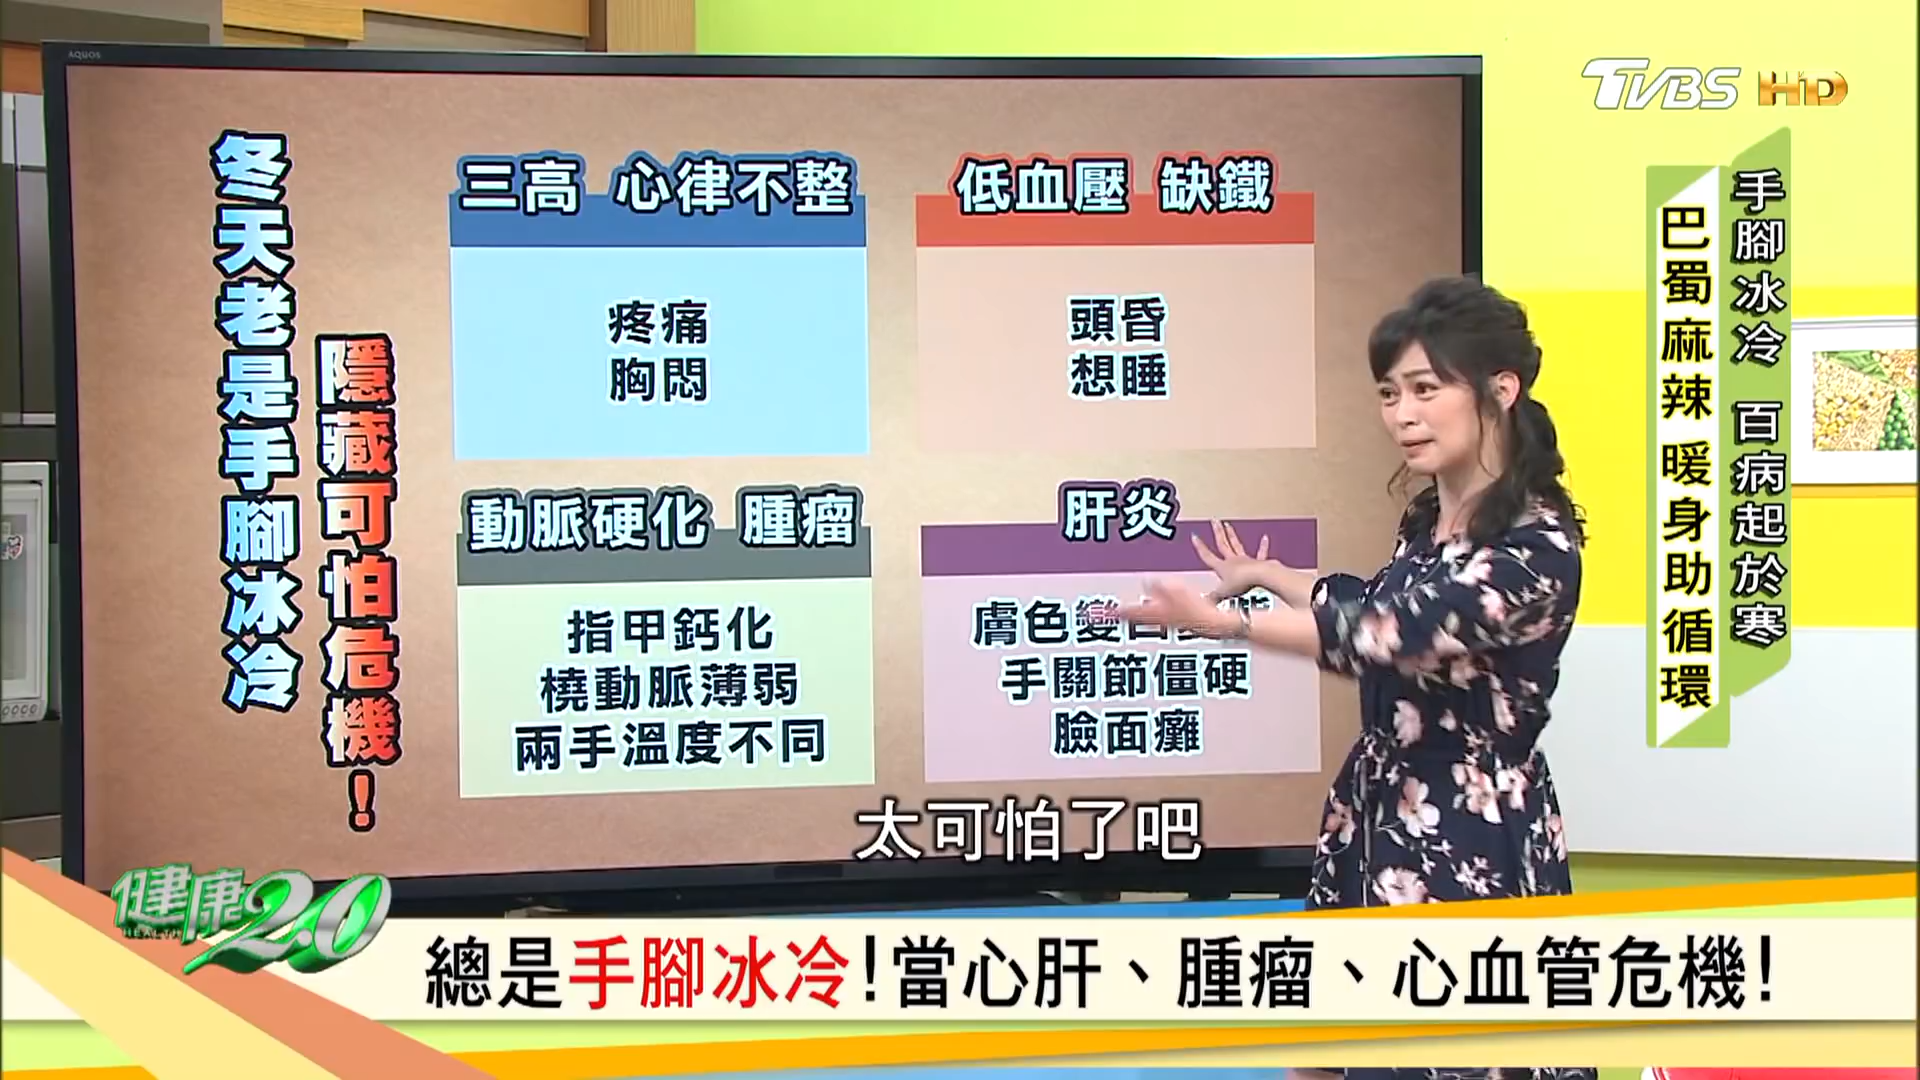 AQUOS
TVBS HD
手腳冰冷 百病起於寒
巴蜀麻辣 暖身助循環
冬天老是手腳冰冷
隱藏可怕危機！
三高 心律不整
疼痛
胸悶
低血壓 缺鐵
頭昏
想睡
動脈硬化 腫瘤
指甲鈣化
橈動脈薄弱
兩手溫度不同
肝炎
膚色變白
手關節僵硬
臉面癱
太可怕了吧
健康2.0
HEALTH
總是手腳冰冷！當心肝、腫瘤、心血管危機！